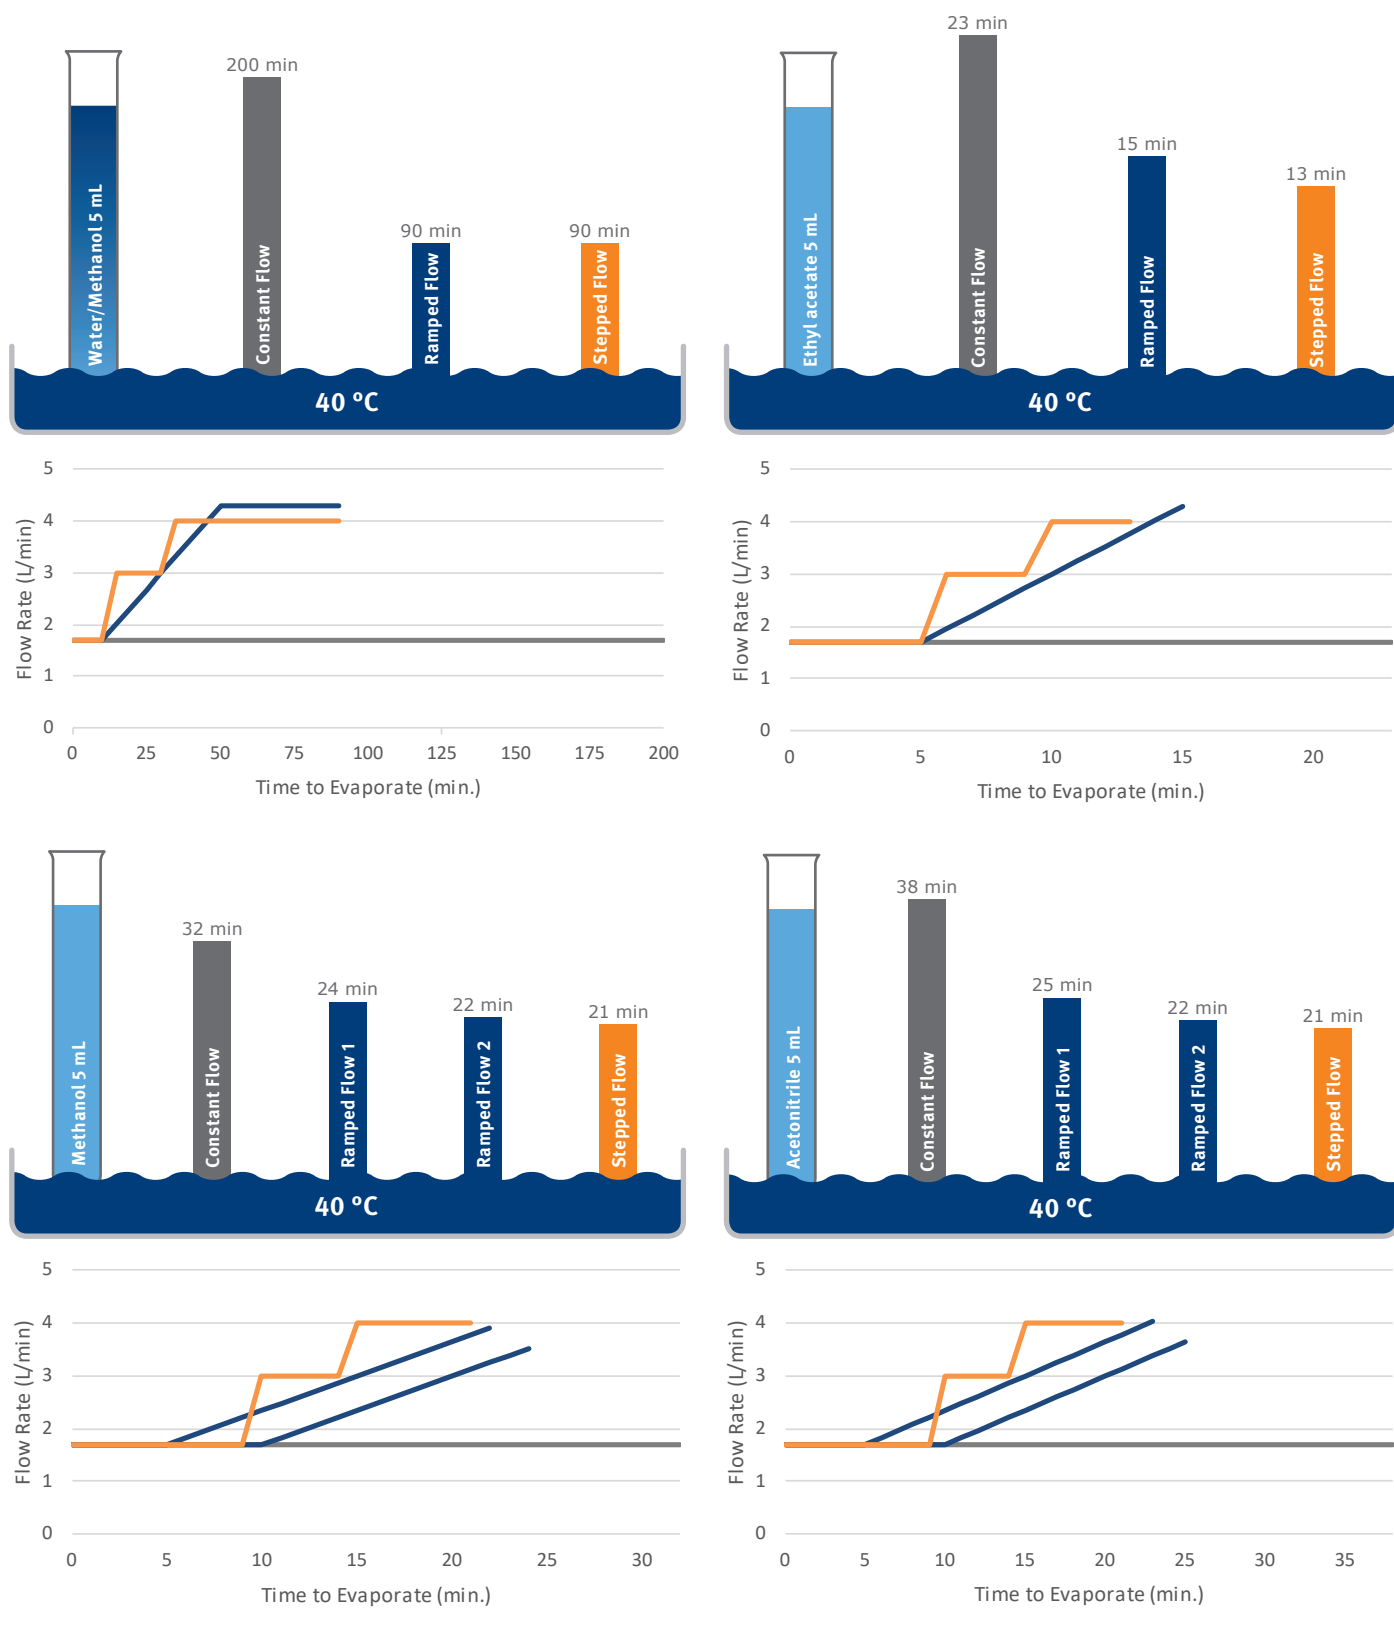 200 min
90 min
90 min
Water/Methanol 5 mL
Constant Flow
Ramped Flow
Stepped Flow
40 ºC
5
4
3
2
1
0
Flow Rate (L/min)
0 25 50 75 100 125 150 175 200
Time to Evaporate (min.)
23 min
15 min
13 min
Ethyl acetate 5 mL
Constant Flow
Ramped Flow
Stepped Flow
40 ºC
5
4
3
2
1
0
Flow Rate (L/min)
0 5 10 15 20
Time to Evaporate (min.)
32 min
24 min
22 min
21 min
Methanol 5 mL
Constant Flow
Ramped Flow 1
Ramped Flow 2
Stepped Flow
40 ºC
5
4
3
2
1
0
Flow Rate (L/min)
0 5 10 15 20 25 30
Time to Evaporate (min.)
38 min
25 min
22 min
21 min
Acetonitrile 5 mL
Constant Flow
Ramped Flow 1
Ramped Flow 2
Stepped Flow
40 ºC
5
4
3
2
1
0
Flow Rate (L/min)
0 5 10 15 20 25 30 35
Time to Evaporate (min.)